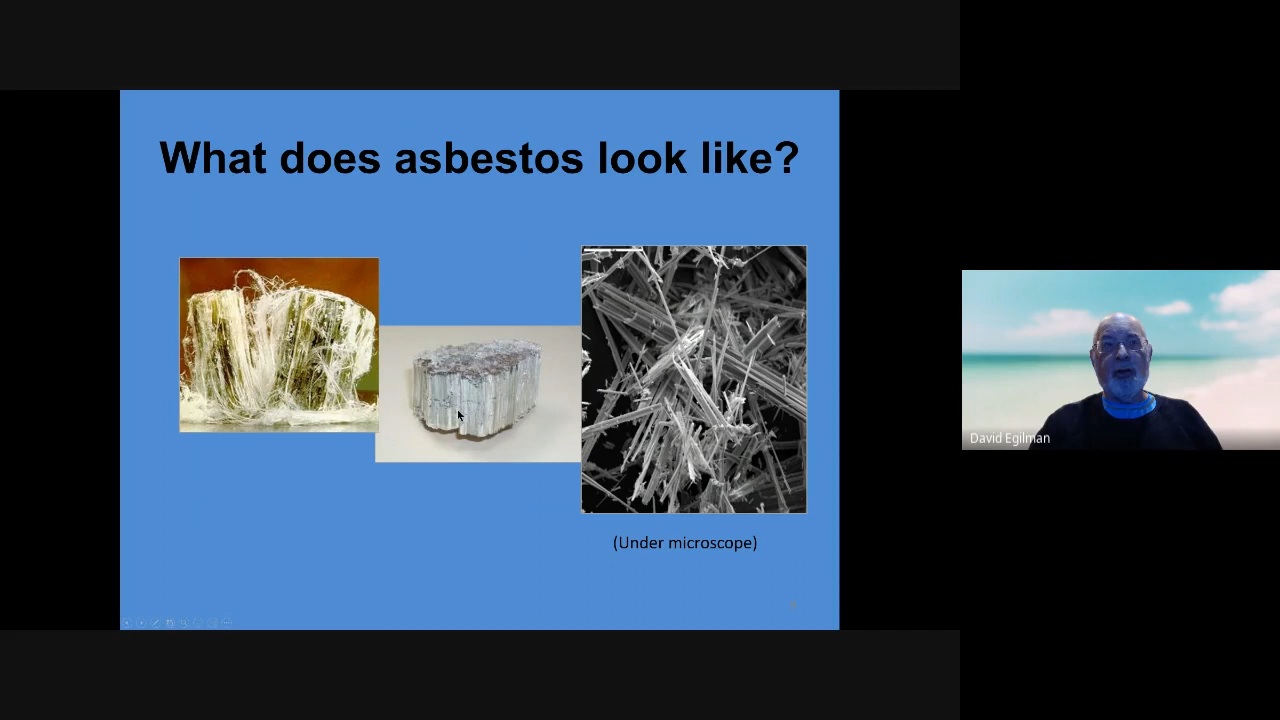 What does asbestos look like?
(Under microscope)
David Egilman